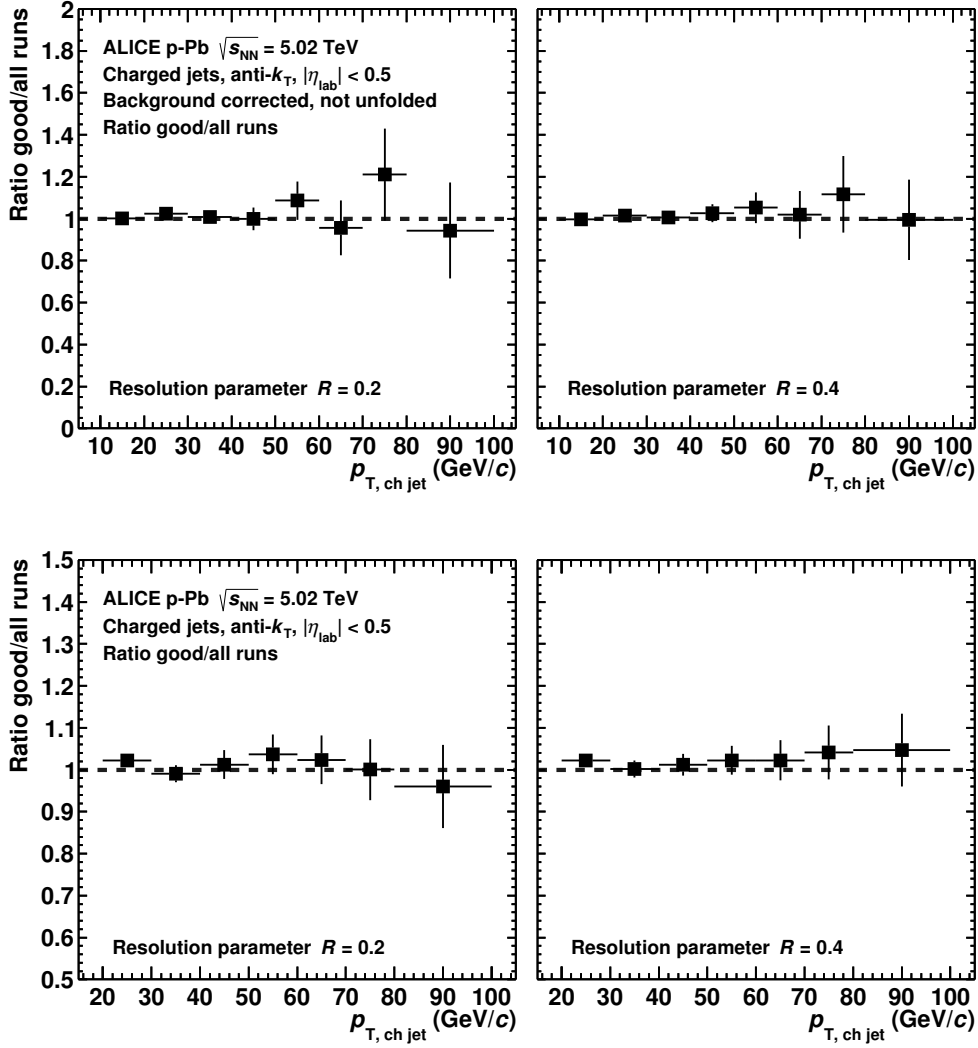 Ratio good/all runs
2
1.8
1.6
1.4
1.2
1
0.8
0.6
0.4
0.2
0
ALICE p-Pb √sNN = 5.02 TeV
Charged jets, anti-kT, |ηlab| < 0.5
Background corrected, not unfolded
Ratio good/all runs
Resolution parameter R = 0.2
10 20 30 40 50 60 70 80 90 100
pT, ch jet (GeV/c)
Resolution parameter R = 0.4
10 20 30 40 50 60 70 80 90 100
pT, ch jet (GeV/c)
Ratio good/all runs
1.5
1.4
1.3
1.2
1.1
1
0.9
0.8
0.7
0.6
0.5
ALICE p-Pb √sNN = 5.02 TeV
Charged jets, anti-kT, |ηlab| < 0.5
Ratio good/all runs
Resolution parameter R = 0.2
20 30 40 50 60 70 80 90 100
pT, ch jet (GeV/c)
Resolution parameter R = 0.4
20 30 40 50 60 70 80 90 100
pT, ch jet (GeV/c)